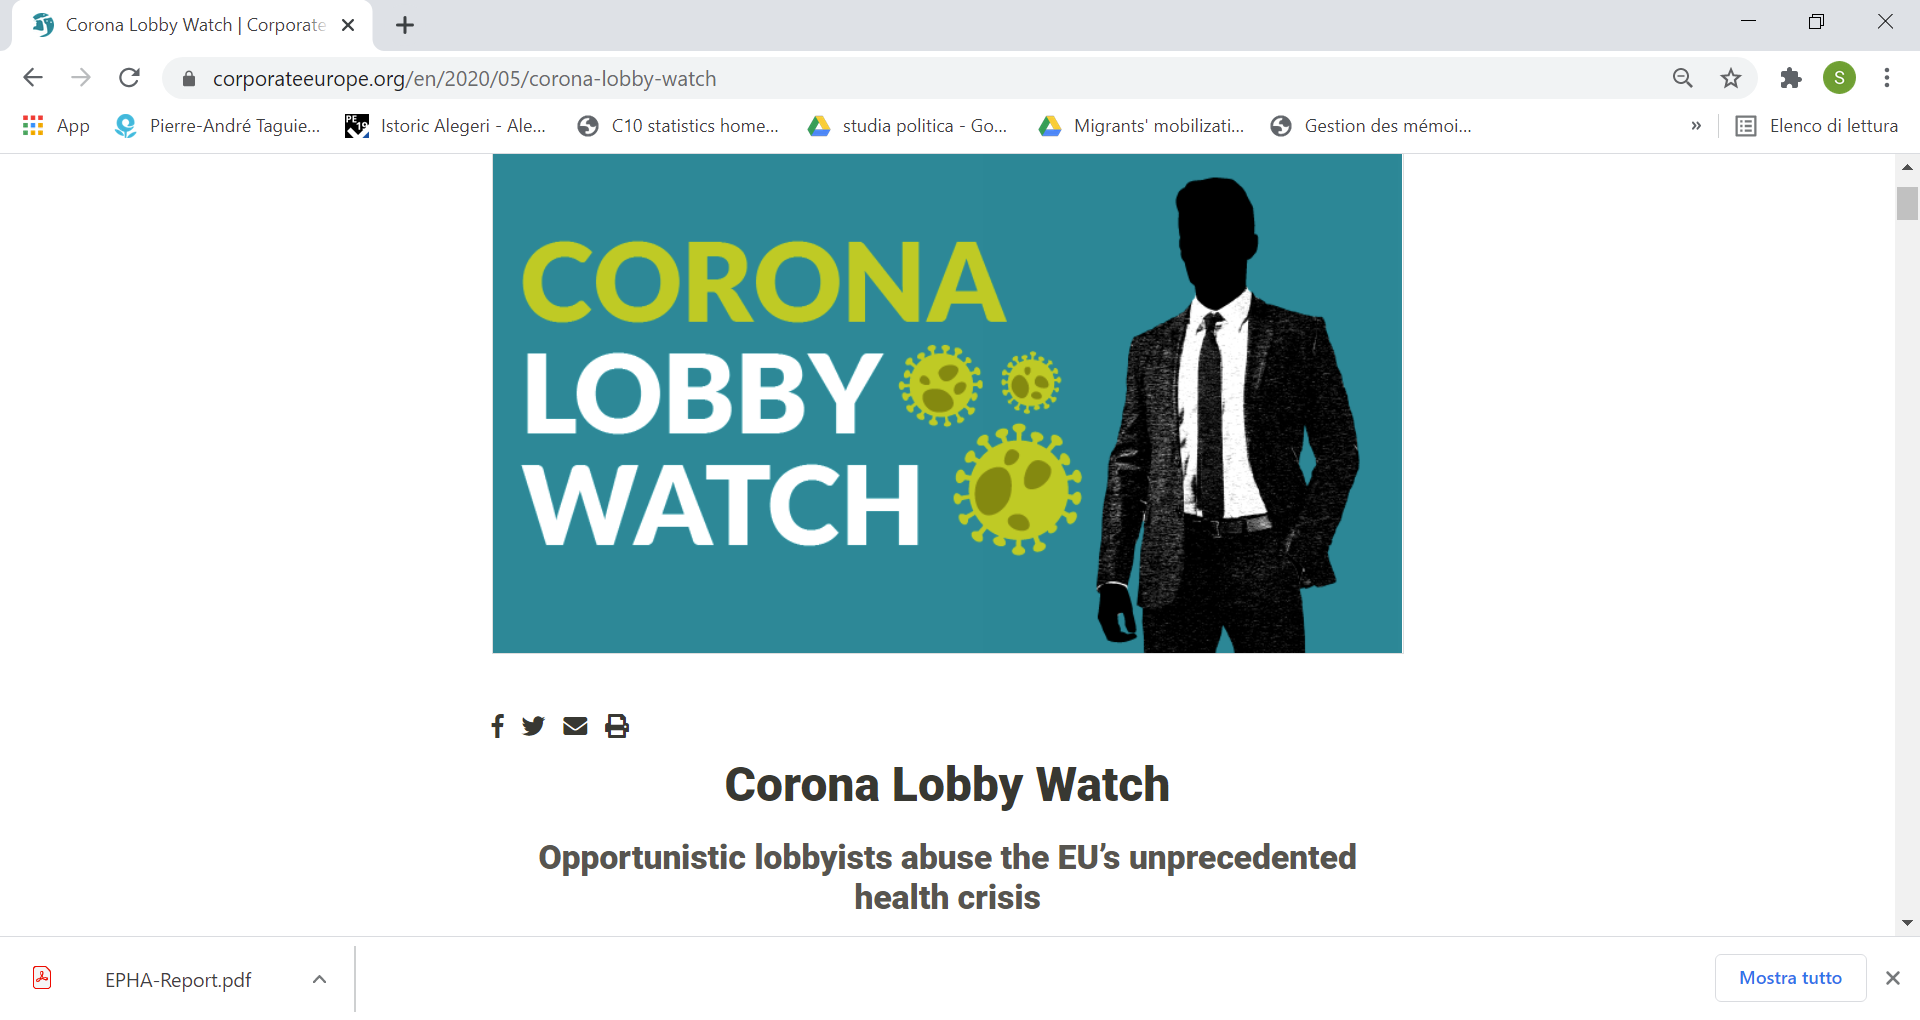 Corona Lobby Watch | Corporate
corporateeurope.org/en/2020/05/corona-lobby-watch
S
App
Pierre-André Taguie...
PE 19
Istoric Alegeri - Ale...
C10 statistics home...
studia politica - Go...
Migrants' mobilizati...
Gestion des mémoi...
»
Elenco di lettura
CORONA
LOBBY
WATCH
Corona Lobby Watch
Opportunistic lobbyists abuse the EU’s unprecedented
health crisis
EPHA-Report.pdf
Mostra tutto